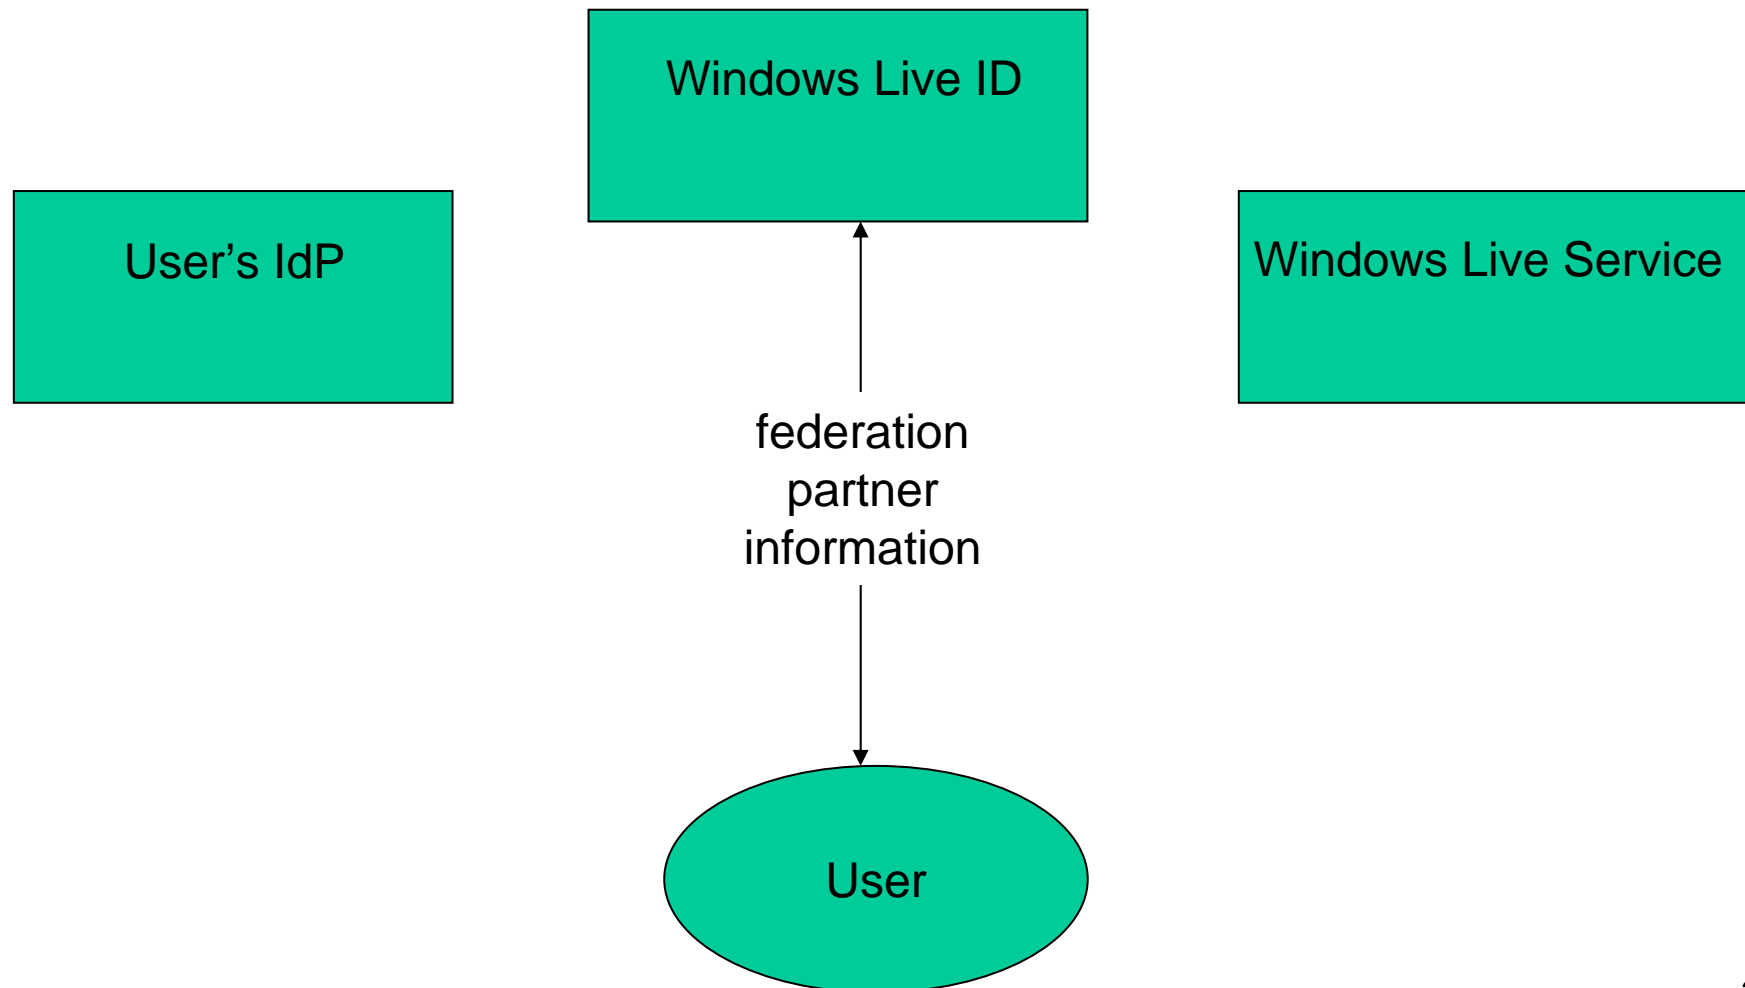 Windows Live ID
User’s IdP
Windows Live Service
federation
partner
information
User